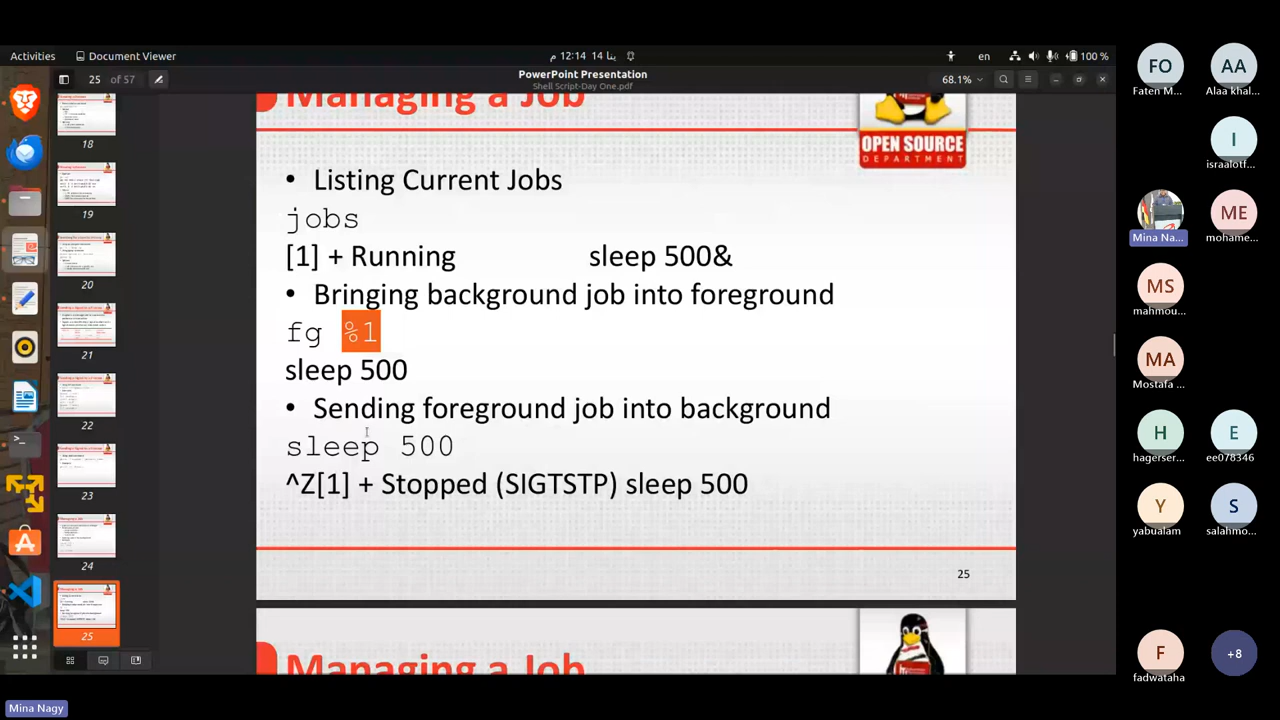 Activities
Document Viewer
م 12:14 14 ينا
en
100 %
25 of 57
PowerPoint Presentation
Shell Script-Day One.pdf
68.1%
18
19
20
21
22
23
24
25
Managing a Job
OPEN SOURCE
DEPARTMENT
• Listing Current Jobs
jobs
[1] + Running sleep 500&
• Bringing background job into foreground
fg %1
sleep 500
• Sending foreground job into background
sleep 500
^Z[1] + Stopped (SIGTSTP) sleep 500
25
Managing a Job
FO
Faten M...
AA
Alaa khal...
I
israalotf...
Mina Na...
ME
mohame...
MS
mahmou...
MA
Mostafa ...
H
hagerser...
E
ee078346
Y
yabualam
S
salahmo...
F
fadwataha
+8
Mina Nagy